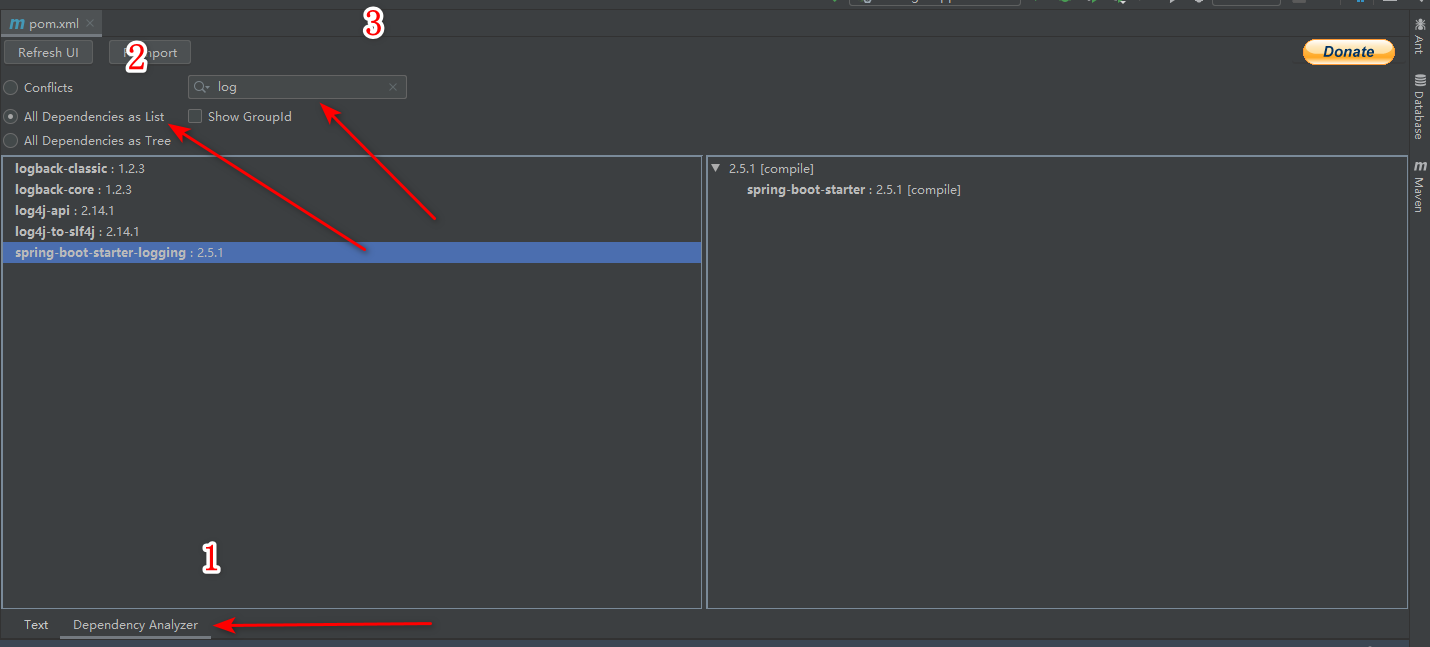 m pom.xml
3
Refresh UI
2
port
Donate
Conflicts
log
All Dependencies as List
Show GroupId
All Dependencies as Tree
logback-classic : 1.2.3
logback-core : 1.2.3
log4j-api : 2.14.1
log4j-to-slf4j : 2.14.1
spring-boot-starter-logging : 2.5.1
2.5.1 [compile]
spring-boot-starter : 2.5.1 [compile]
Ant
Database
m
Maven
1
Text
Dependency Analyzer